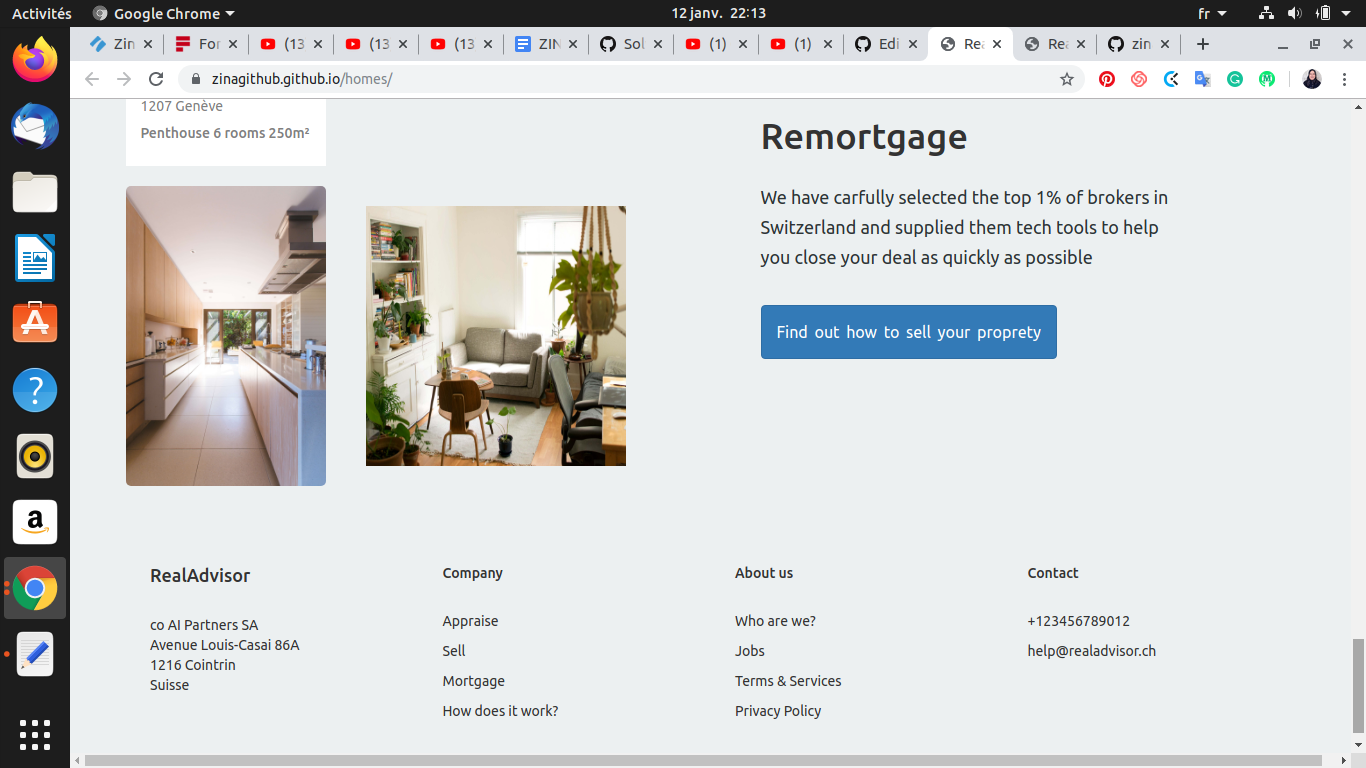 Activités
Google Chrome
12 janv. 22:13
fr
Zin
For
(13
(13
(13
ZIN
Sol
(1)
(1)
Edi
Rea
Rea
zin
zinagithub.github.io/homes/
1207 Genève
Penthouse 6 rooms 250m²
Remortgage
We have carfully selected the top 1% of brokers in
Switzerland and supplied them tech tools to help
you close your deal as quickly as possible
Find out how to sell your proprety
RealAdvisor
co AI Partners SA
Avenue Louis-Casai 86A
1216 Cointrin
Suisse
Company
Appraise
Sell
Mortgage
How does it work?
About us
Who are we?
Jobs
Terms & Services
Privacy Policy
Contact
+123456789012
help@realadvisor.ch